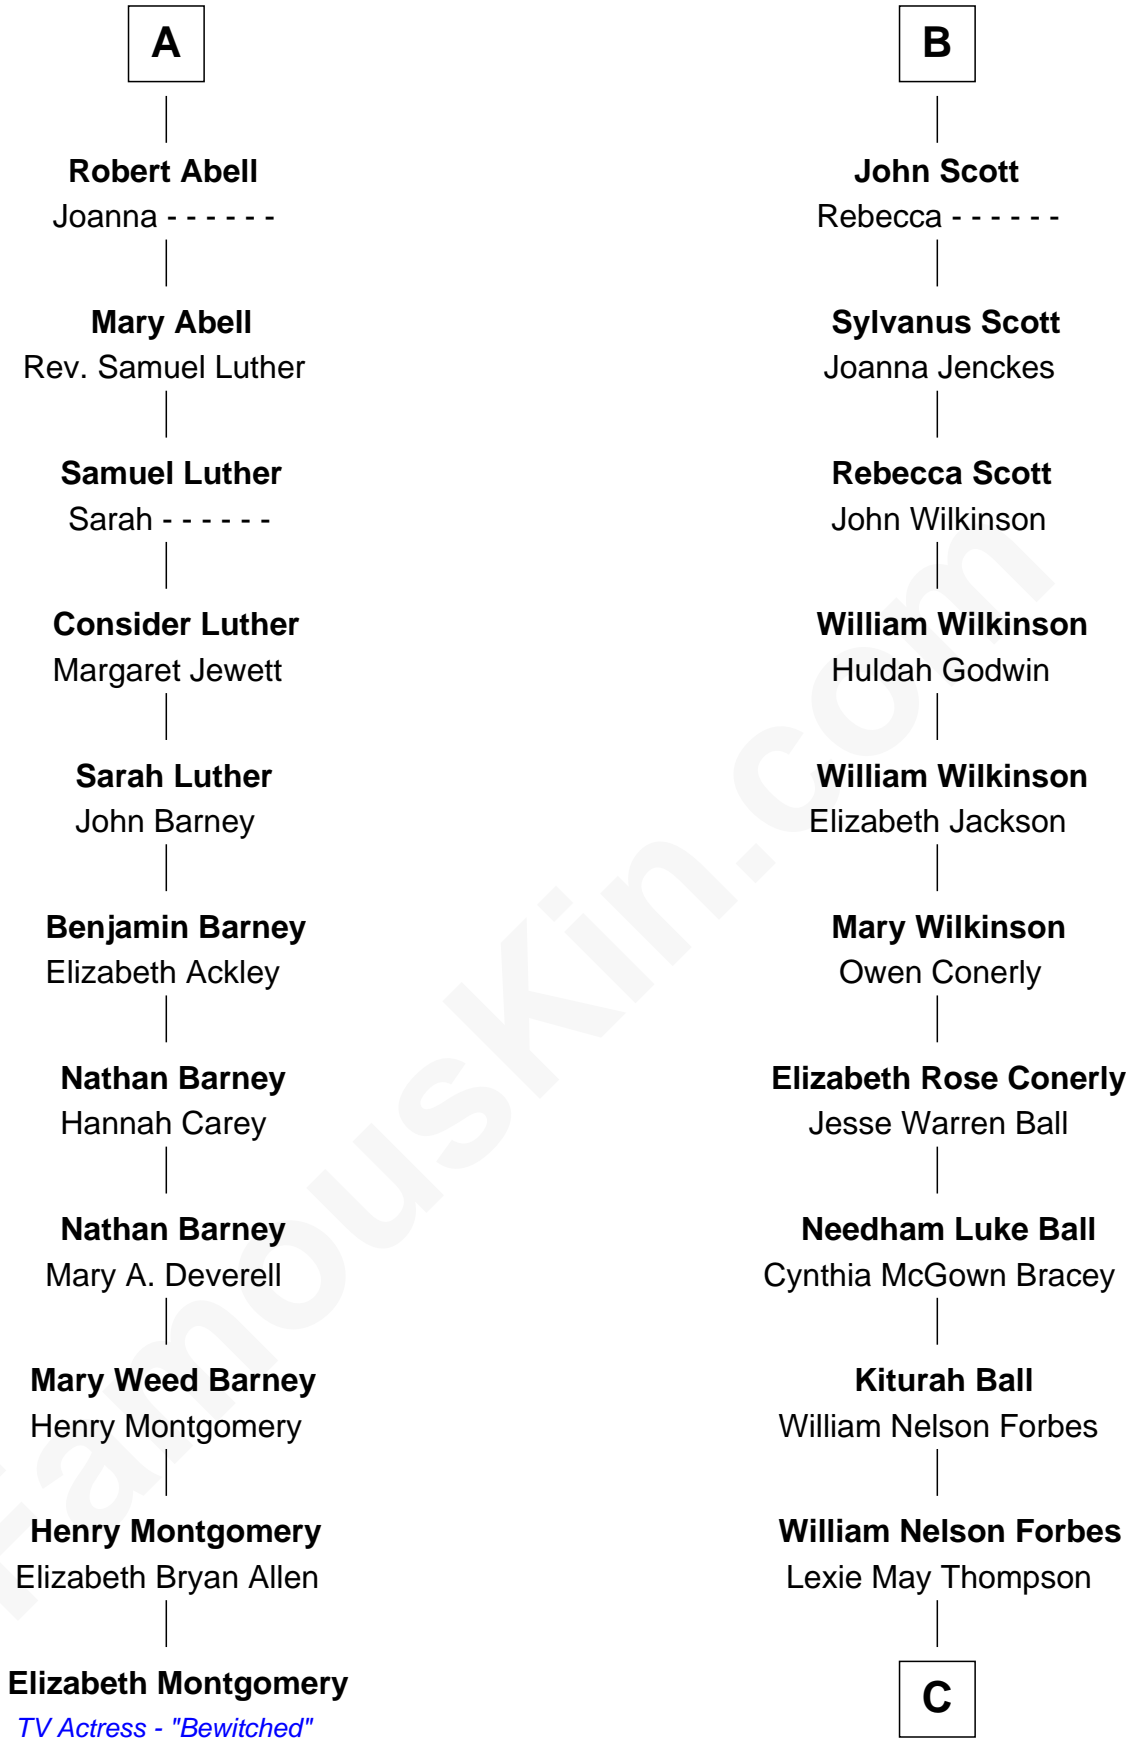 A
Robert Abell
Joanna - - - - - -
Mary Abell
Rev. Samuel Luther
Samuel Luther
Sarah - - - - - -
Consider Luther
Margaret Jewett
Sarah Luther
John Barney
Benjamin Barney
Elizabeth Ackley
Nathan Barney
Hannah Carey
Nathan Barney
Mary A. Deverell
Mary Weed Barney
Henry Montgomery
Henry Montgomery
Elizabeth Bryan Allen
Elizabeth Montgomery
TV Actress - "Bewitched"
B
John Scott
Rebecca - - - - - -
Sylvanus Scott
Joanna Jenckes
Rebecca Scott
John Wilkinson
William Wilkinson
Huldah Godwin
William Wilkinson
Elizabeth Jackson
Mary Wilkinson
Owen Conerly
Elizabeth Rose Conerly
Jesse Warren Ball
Needham Luke Ball
Cynthia McGown Bracey
Kiturah Ball
William Nelson Forbes
William Nelson Forbes
Lexie May Thompson
C
FamousKin.com